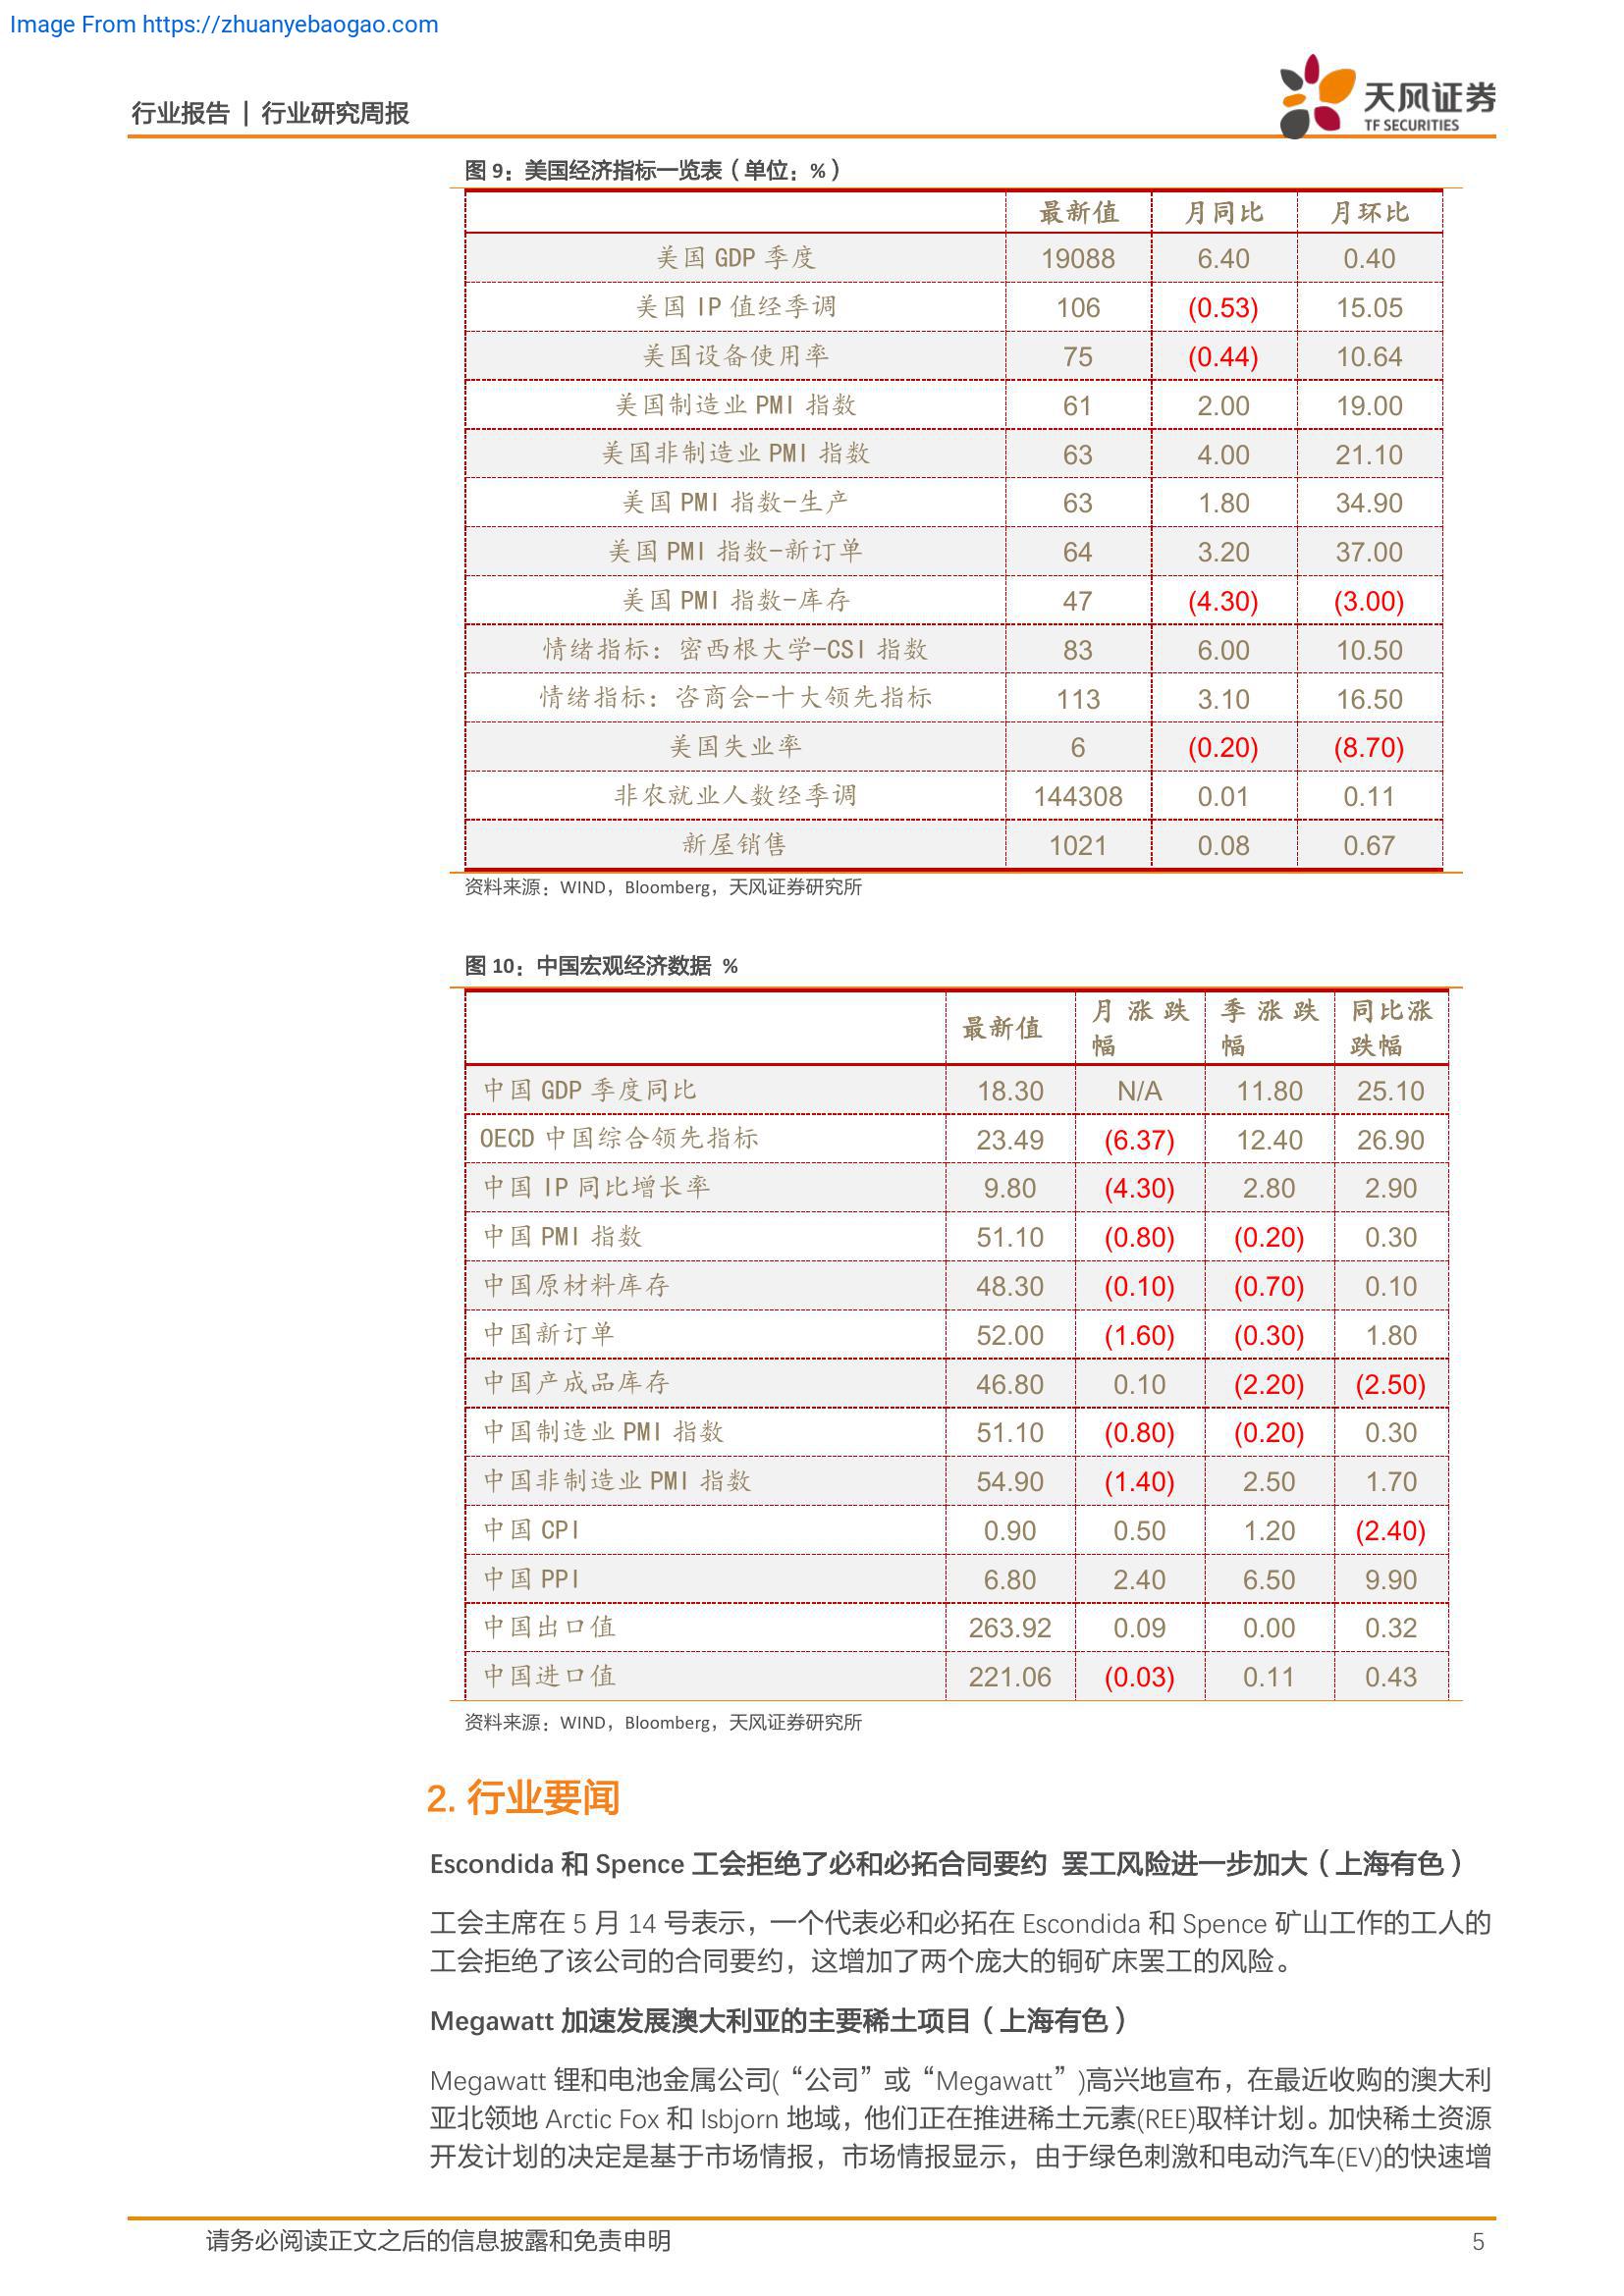 Image From https://zhuanyebaogao.com
行业报告 | 行业研究周报
天风证券
TF SECURITIES
图 9：美国经济指标一览表（单位：%）
最新值 月同比 月环比
美国 GDP 季度 19088 6.40 0.40
美国 IP 值经季调 106 (0.53) 15.05
美国设备使用率 75 (0.44) 10.64
美国制造业 PMI 指数 61 2.00 19.00
美国非制造业 PMI 指数 63 4.00 21.10
美国 PMI 指数-生产 63 1.80 34.90
美国 PMI 指数-新订单 64 3.20 37.00
美国 PMI 指数-库存 47 (4.30) (3.00)
情绪指标：密西根大学-CSI 指数 83 6.00 10.50
情绪指标：咨商会-十大领先指标 113 3.10 16.50
美国失业率 6 (0.20) (8.70)
非农就业人数经季调 144308 0.01 0.11
新屋销售 1021 0.08 0.67
资料来源：WIND，Bloomberg，天风证券研究所
图 10：中国宏观经济数据 %
最新值 月涨跌幅 季涨跌幅 同比涨跌幅
中国 GDP 季度同比 18.30 N/A 11.80 25.10
OECD 中国综合领先指标 23.49 (6.37) 12.40 26.90
中国 IP 同比增长率 9.80 (4.30) 2.80 2.90
中国 PMI 指数 51.10 (0.80) (0.20) 0.30
中国原材料库存 48.30 (0.10) (0.70) 0.10
中国新订单 52.00 (1.60) (0.30) 1.80
中国产成品库存 46.80 0.10 (2.20) (2.50)
中国制造业 PMI 指数 51.10 (0.80) (0.20) 0.30
中国非制造业 PMI 指数 54.90 (1.40) 2.50 1.70
中国 CPI 0.90 0.50 1.20 (2.40)
中国 PPI 6.80 2.40 6.50 9.90
中国出口值 263.92 0.09 0.00 0.32
中国进口值 221.06 (0.03) 0.11 0.43
资料来源：WIND，Bloomberg，天风证券研究所
2. 行业要闻
Escondida 和 Spence 工会拒绝了必和必拓合同要约 罢工风险进一步加大（上海有色）
工会主席在 5 月 14 号表示，一个代表必和必拓在 Escondida 和 Spence 矿山工作的工人的
工会拒绝了该公司的合同要约，这增加了两个庞大的铜矿床罢工的风险。
Megawatt 加速发展澳大利亚的主要稀土项目（上海有色）
Megawatt 锂和电池金属公司(“公司”或“Megawatt”)高兴地宣布，在最近收购的澳大利
亚北领地 Arctic Fox 和 Isbjorn 地域，他们正在推进稀土元素(REE)取样计划。加快稀土资源
开发计划的决定是基于市场情报，市场情报显示，由于绿色刺激和电动汽车(EV)的快速增
请务必阅读正文之后的信息披露和免责申明 5